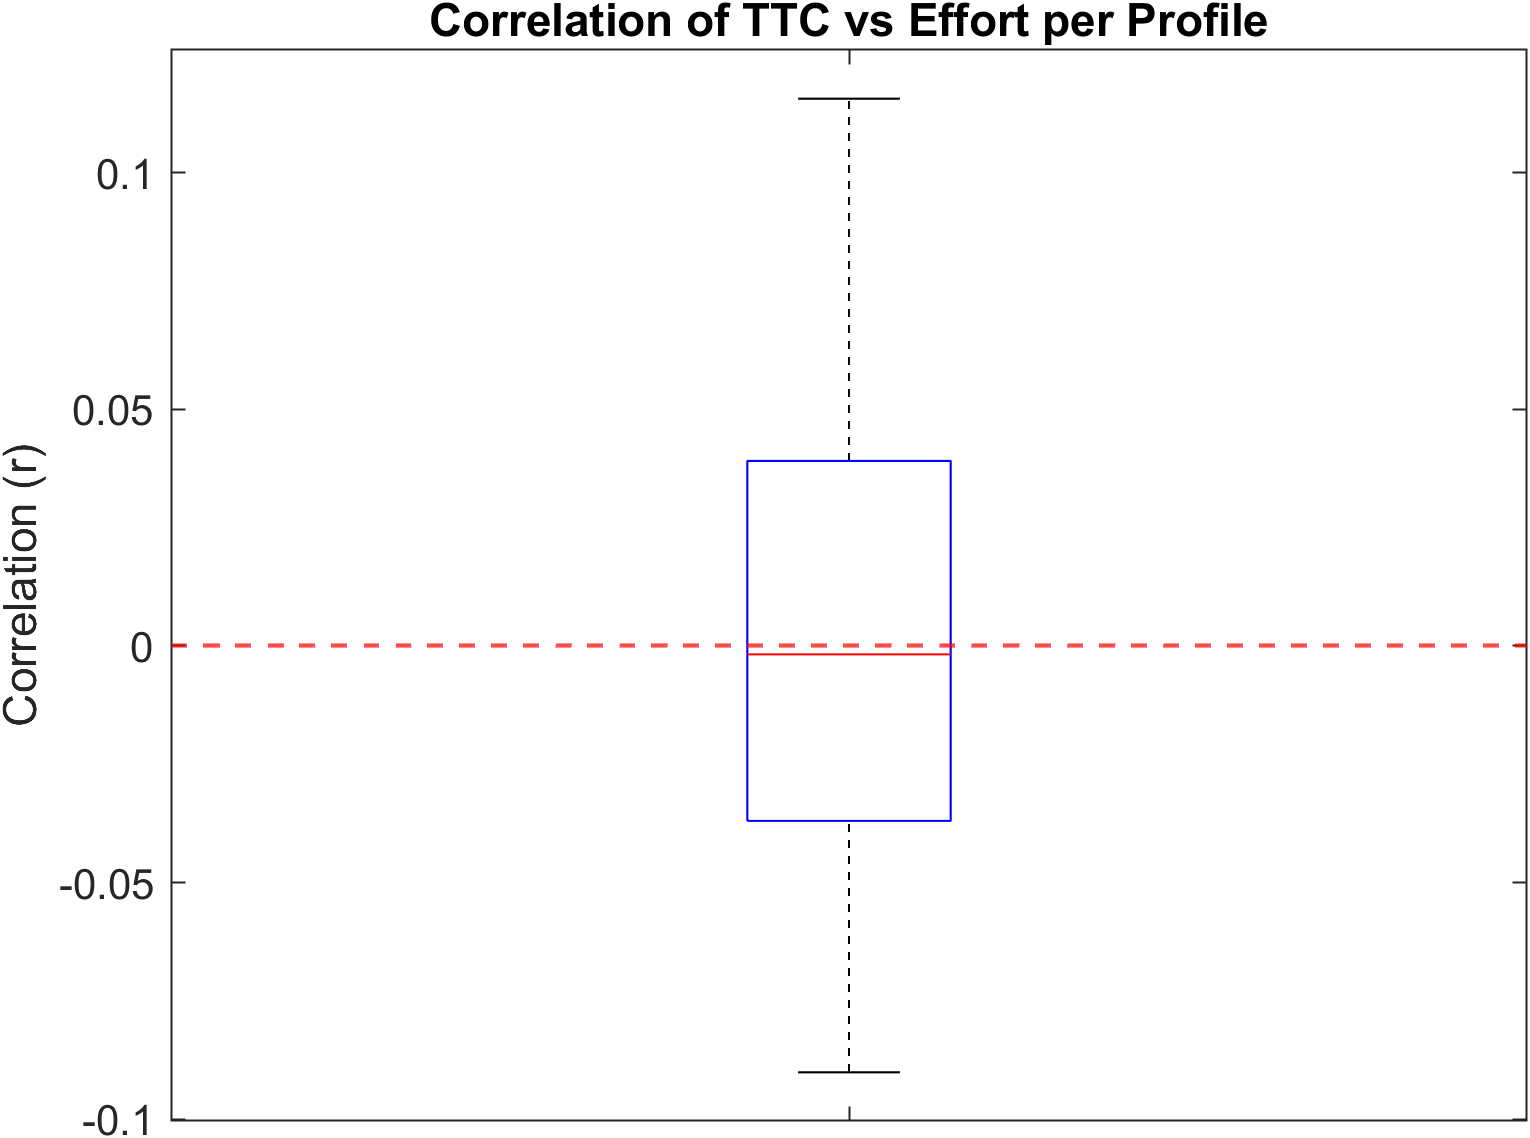 Correlation of TTC vs Effort per Profile
0.1
0.05
0
-0.05
-0.1
Correlation (r)